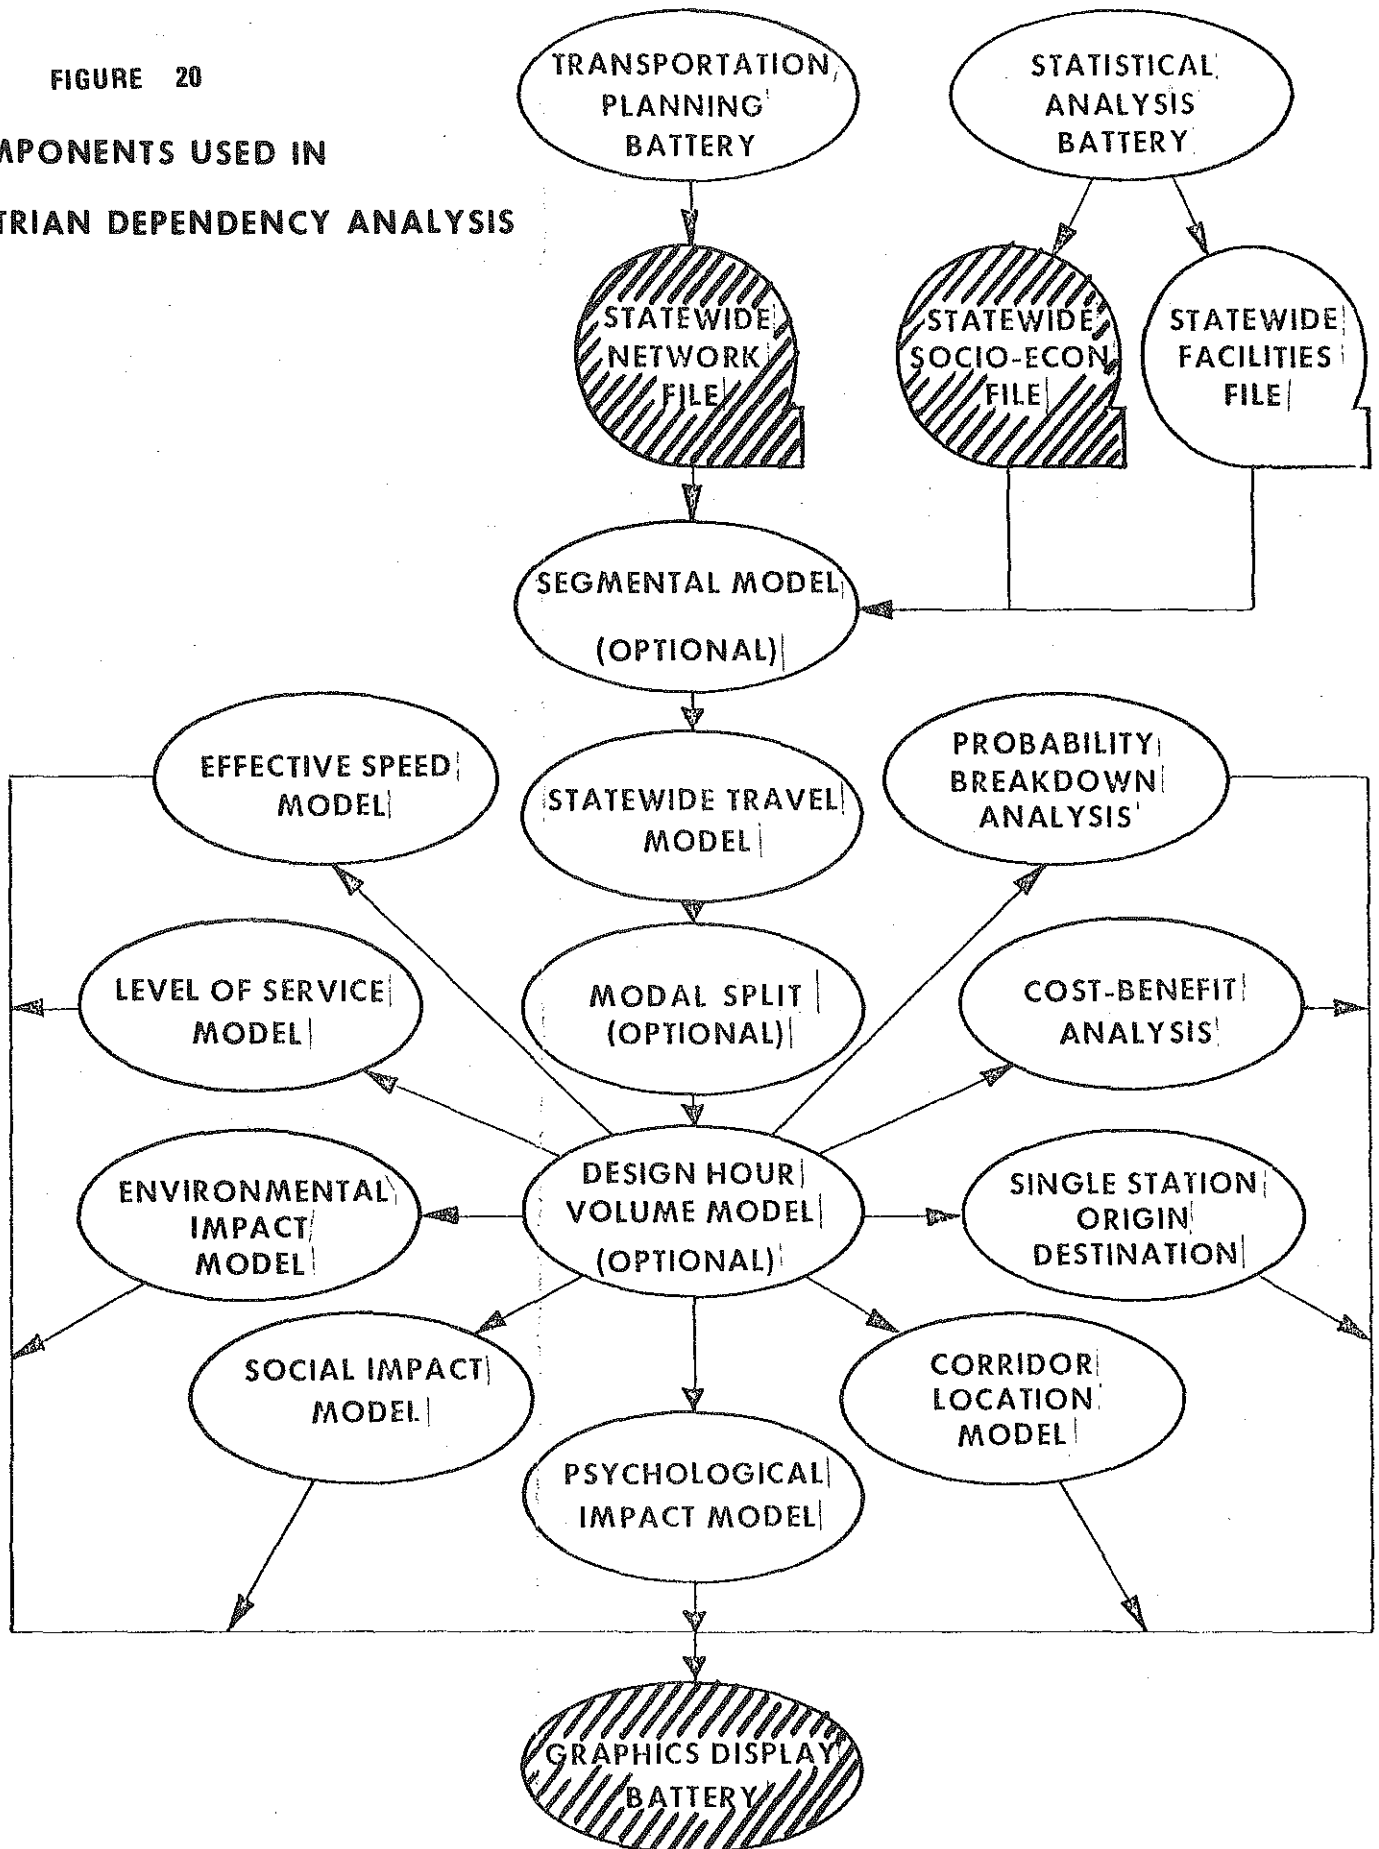 FIGURE 20
MPONENTS USED IN
TRIAN DEPENDENCY ANALYSIS
TRANSPORTATION
PLANNING
BATTERY
STATISTICAL
ANALYSIS
BATTERY
STATEWIDE
NETWORK
FILE
STATEWIDE
SOCIO-ECON
FILE
STATEWIDE
FACILITIES
FILE
SEGMENTAL MODEL
(OPTIONAL)
EFFECTIVE SPEED
MODEL
STATEWIDE TRAVEL
MODEL
PROBABILITY
BREAKDOWN
ANALYSIS
LEVEL OF SERVICE
MODEL
MODAL SPLIT
(OPTIONAL)
COST-BENEFIT
ANALYSIS
ENVIRONMENTAL
IMPACT
MODEL
DESIGN HOUR
VOLUME MODEL
(OPTIONAL)
SINGLE STATION
ORIGIN
DESTINATION
SOCIAL IMPACT
MODEL
PSYCHOLOGICAL
IMPACT MODEL
CORRIDOR
LOCATION
MODEL
GRAPHICS DISPLAY
BATTERY